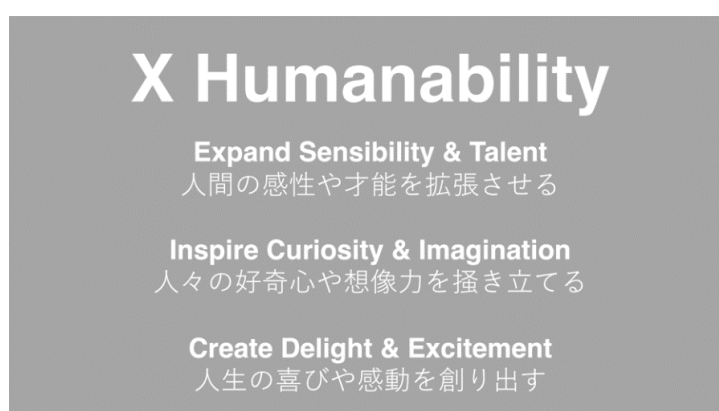 X Humanability
Expand Sensibility & Talent
人間の感性や才能を拡張させる
Inspire Curiosity & Imagination
人々の好奇心や想像力を掻き立てる
Create Delight & Excitement
人生の喜びや感動を創り出す